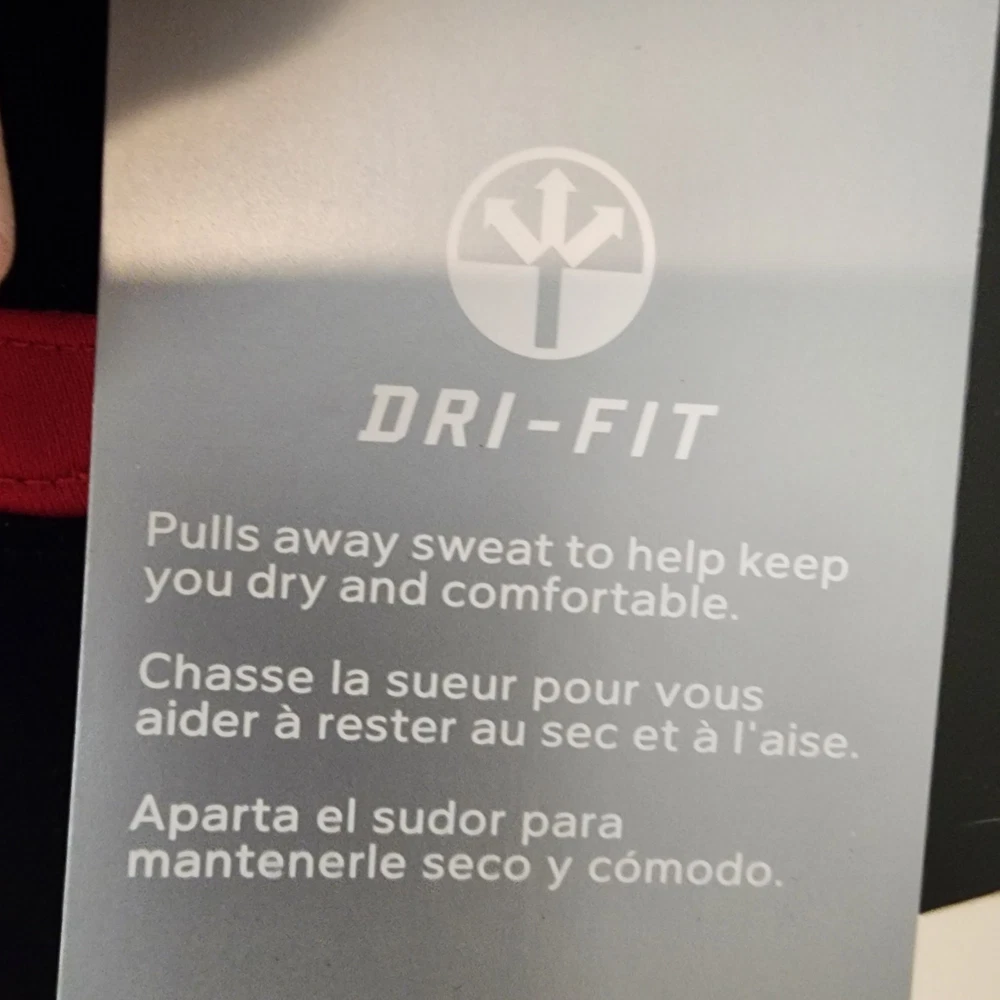 DRI-FIT
Pulls away sweat to help keep
you dry and comfortable.
Chasse la sueur pour vous
aider à rester au sec et à l'aise.
Aparta el sudor para
mantenerle seco y cómodo.